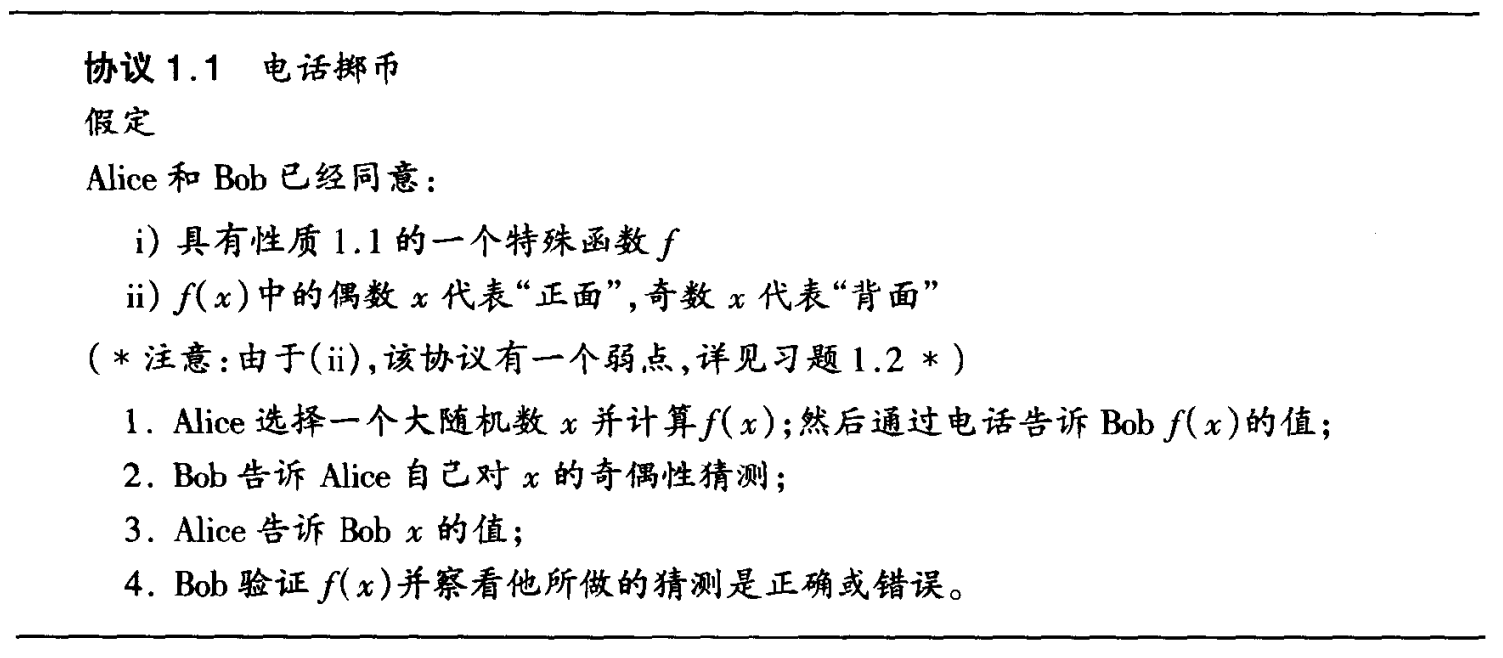 协议 1.1 电话掷币
假定
Alice 和 Bob 已经同意:
i) 具有性质 1.1 的一个特殊函数 f
ii) f(x)中的偶数 x 代表“正面”,奇数 x 代表“背面”
( * 注意:由于(ii),该协议有一个弱点,详见习题 1.2 * )
1. Alice 选择一个大随机数 x 并计算f(x);然后通过电话告诉 Bob f(x)的值;
2. Bob 告诉 Alice 自己对 x 的奇偶性猜测;
3. Alice 告诉 Bob x 的值;
4. Bob 验证 f(x)并察看他所做的猜测是正确或错误。